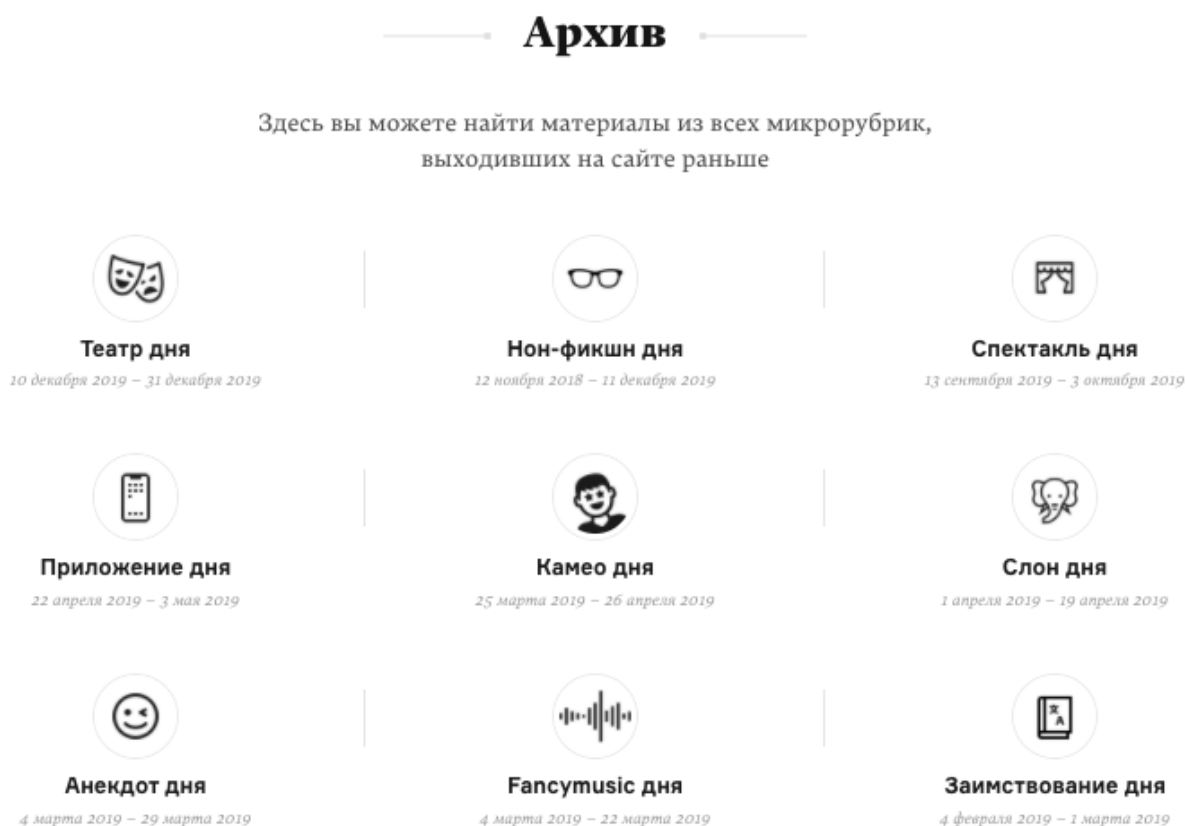 Архив
Здесь вы можете найти материалы из всех микрорубрик,
выходивших на сайте раньше
Театр дня
10 декабря 2019 – 31 декабря 2019
Нон-фикшн дня
12 ноября 2018 – 11 декабря 2019
Спектакль дня
13 сентября 2019 – 3 октября 2019
Приложение дня
22 апреля 2019 – 3 мая 2019
Камео дня
25 марта 2019 – 26 апреля 2019
Слон дня
1 апреля 2019 – 19 апреля 2019
Анекдот дня
4 марта 2019 – 29 марта 2019
Fancymusic дня
4 марта 2019 – 22 марта 2019
Заимствование дня
4 февраля 2019 – 1 марта 2019